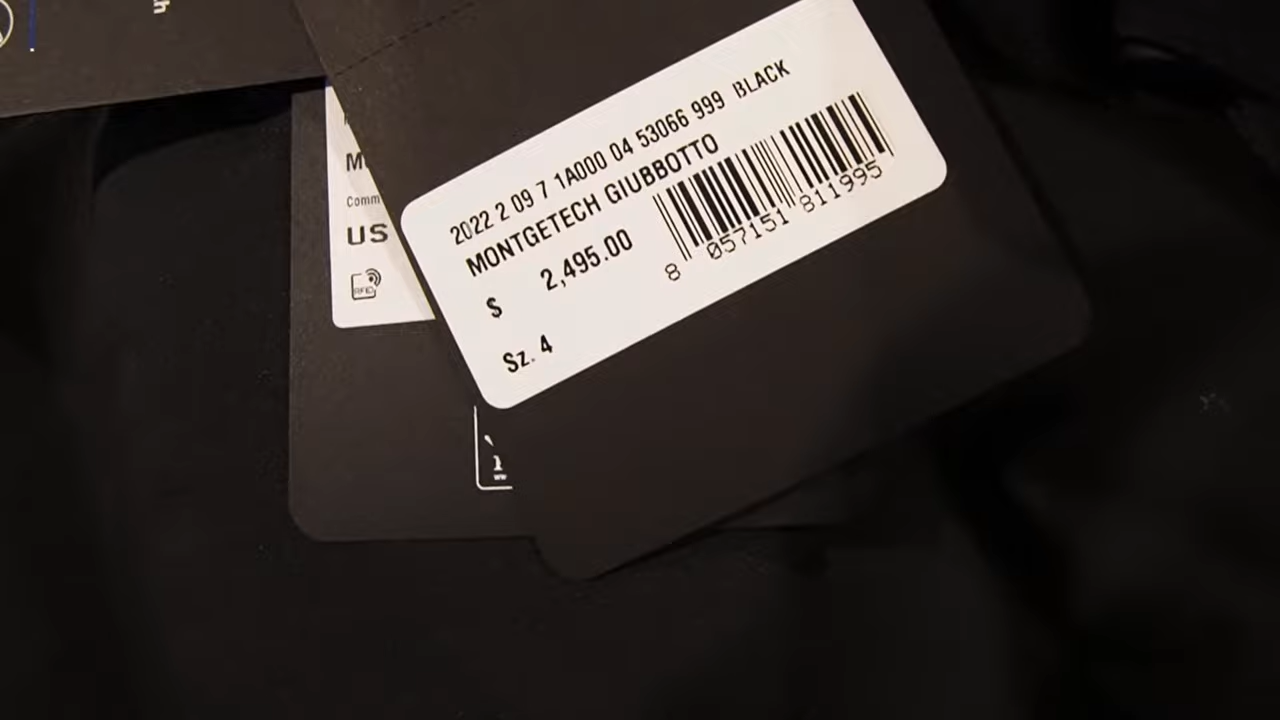 2022 2 09 7 1A000 04 53066 999 BLACK
MONTGETECH GIUBBOTTO
$ 2,495.00
8 057151 811995
Sz. 4
Comm
US
RFID